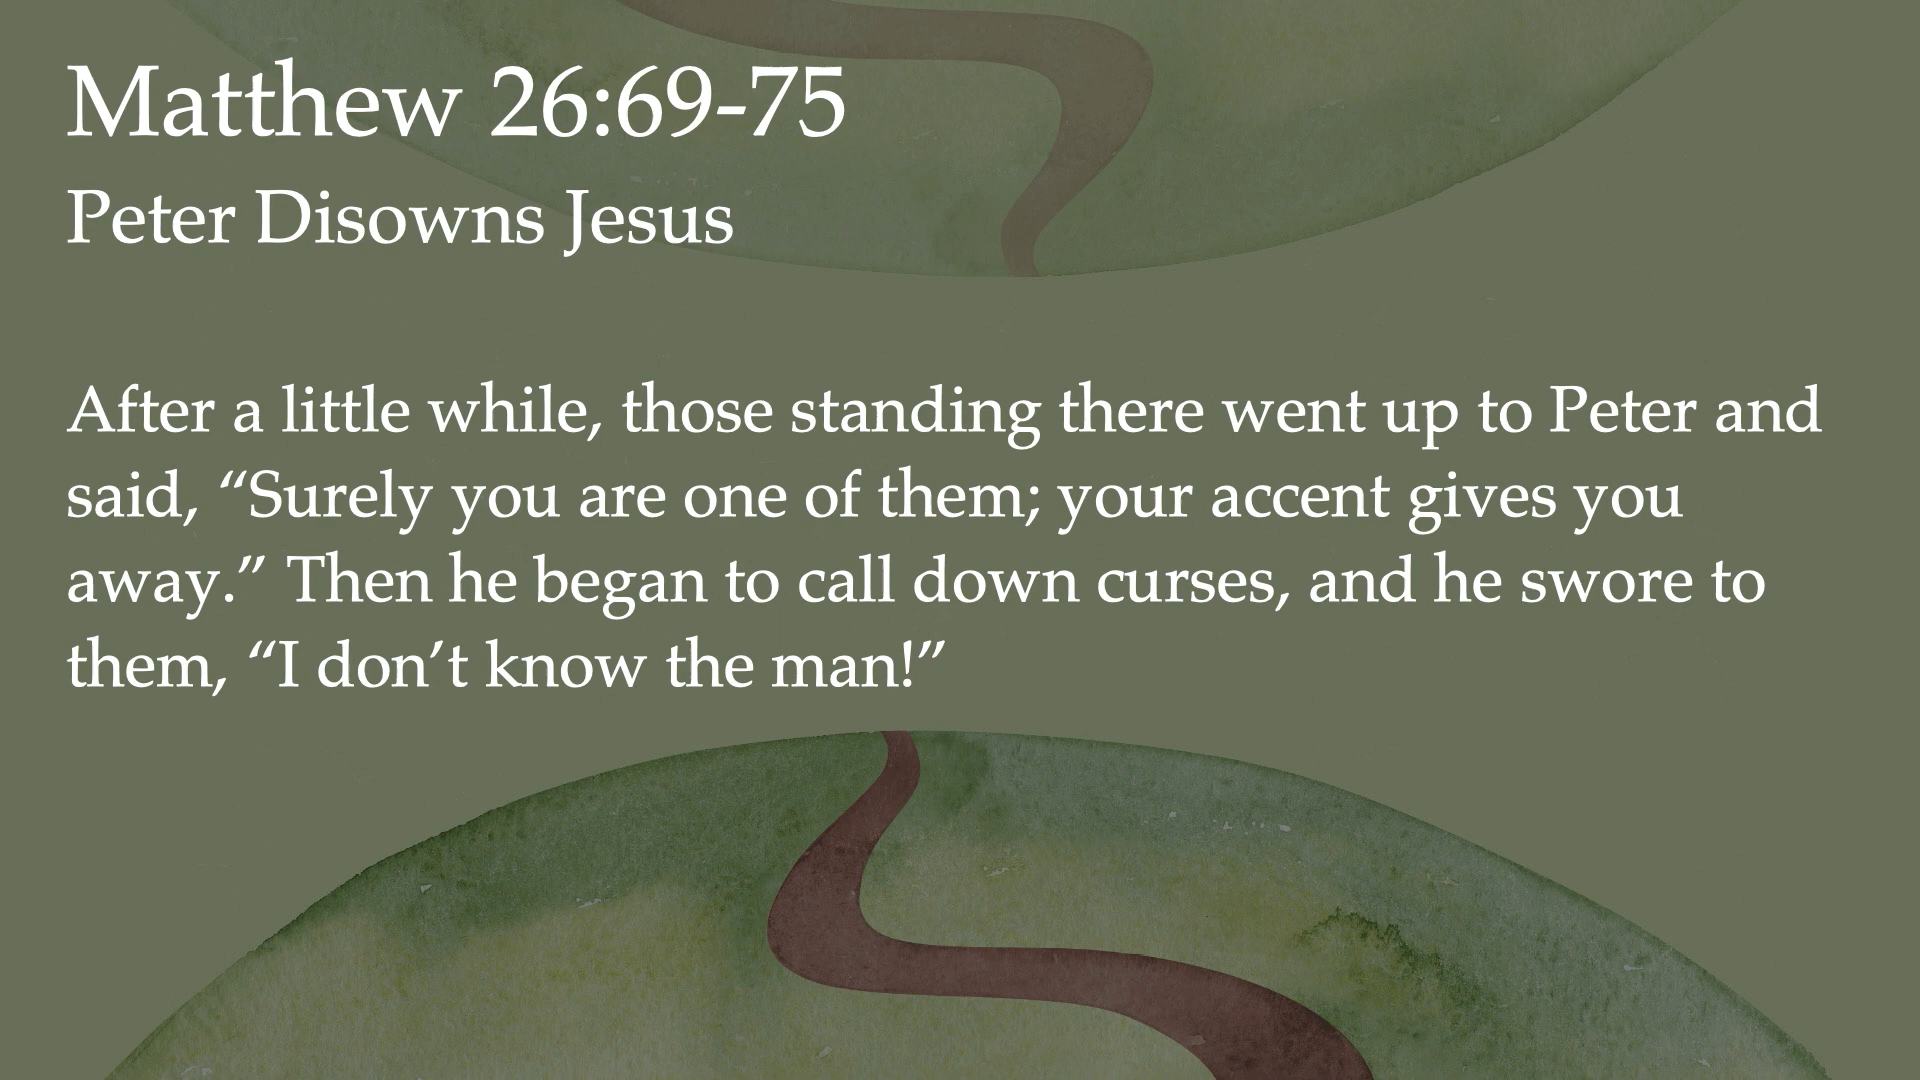 Matthew 26:69-75
Peter Disowns Jesus
After a little while, those standing there went up to Peter and
said, “Surely you are one of them; your accent gives you
away.” Then he began to call down curses, and he swore to
them, “I don’t know the man!”